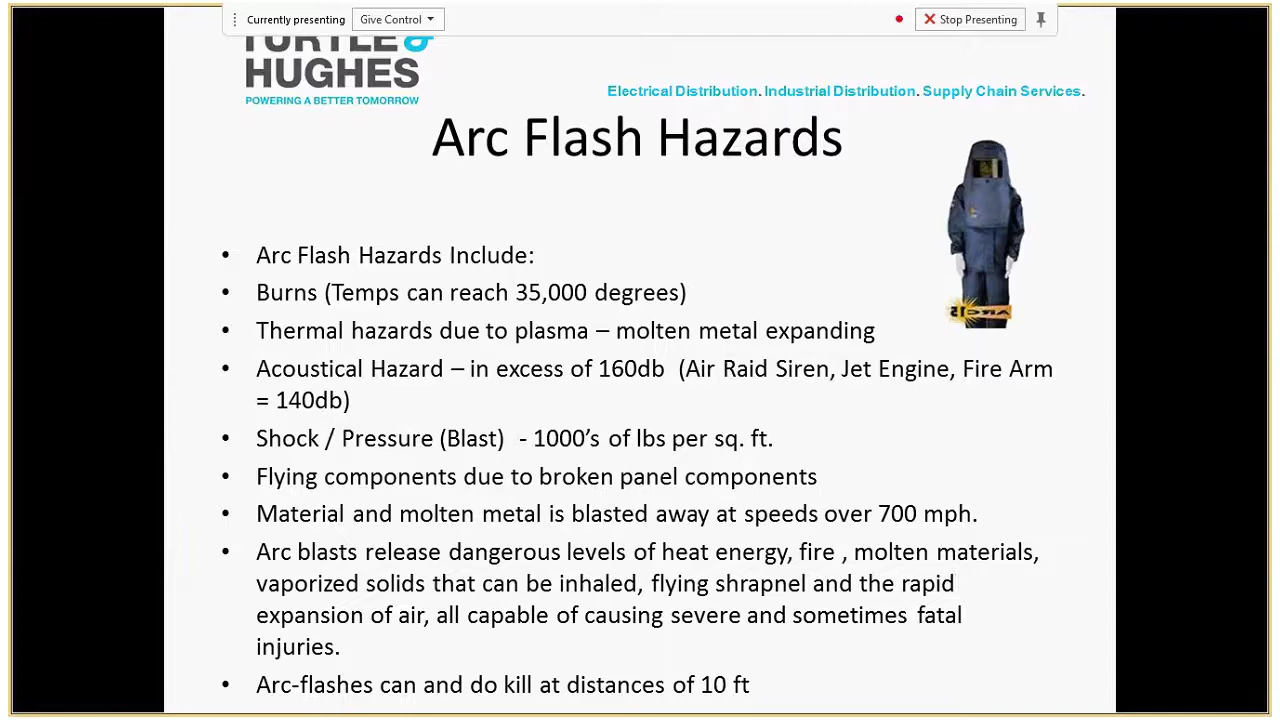 Currently presenting Give Control Stop Presenting
TURTLE &
HUGHES
POWERING A BETTER TOMORROW
Electrical Distribution. Industrial Distribution. Supply Chain Services.
Arc Flash Hazards
• Arc Flash Hazards Include:
• Burns (Temps can reach 35,000 degrees)
• Thermal hazards due to plasma – molten metal expanding
• Acoustical Hazard – in excess of 160db (Air Raid Siren, Jet Engine, Fire Arm
= 140db)
• Shock / Pressure (Blast) - 1000’s of lbs per sq. ft.
• Flying components due to broken panel components
• Material and molten metal is blasted away at speeds over 700 mph.
• Arc blasts release dangerous levels of heat energy, fire , molten materials,
vaporized solids that can be inhaled, flying shrapnel and the rapid
expansion of air, all capable of causing severe and sometimes fatal
injuries.
• Arc-flashes can and do kill at distances of 10 ft